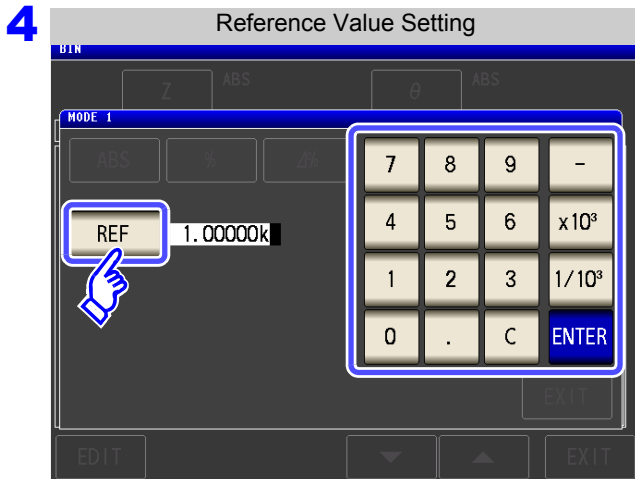 4
Reference Value Setting
BIN
Z ABS θ ABS
MODE 1
ABS % Δ%
7 8 9 −
REF 1.00000k
4 5 6 x10³
1 2 3 1/10³
0 . C ENTER
EXIT
EDIT EXIT